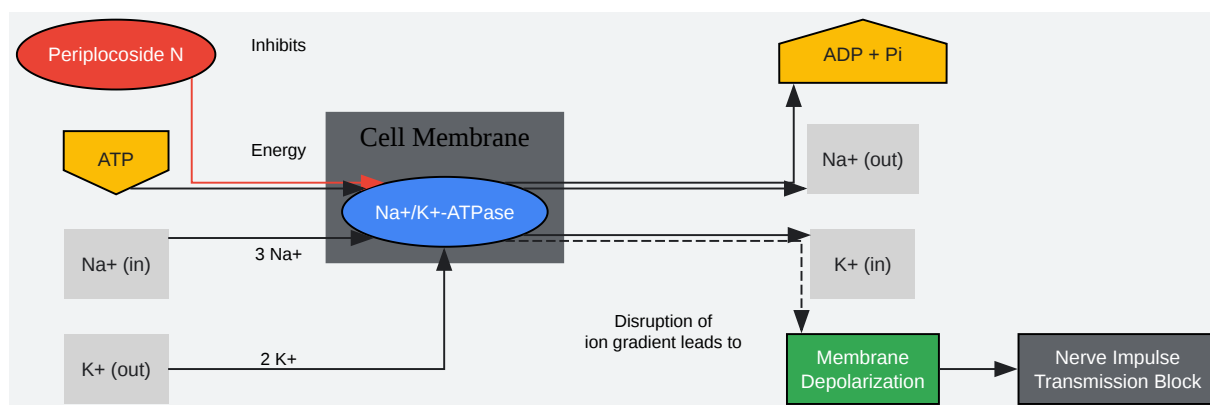 Periplocoside N
Inhibits
ADP + Pi
Cell Membrane
ATP
Energy
Na+ (out)
Na+/K+-ATPase
Na+ (in)
3 Na+
K+ (in)
Disruption of
ion gradient leads to
K+ (out)
2 K+
Membrane
Depolarization
Nerve Impulse
Transmission Block